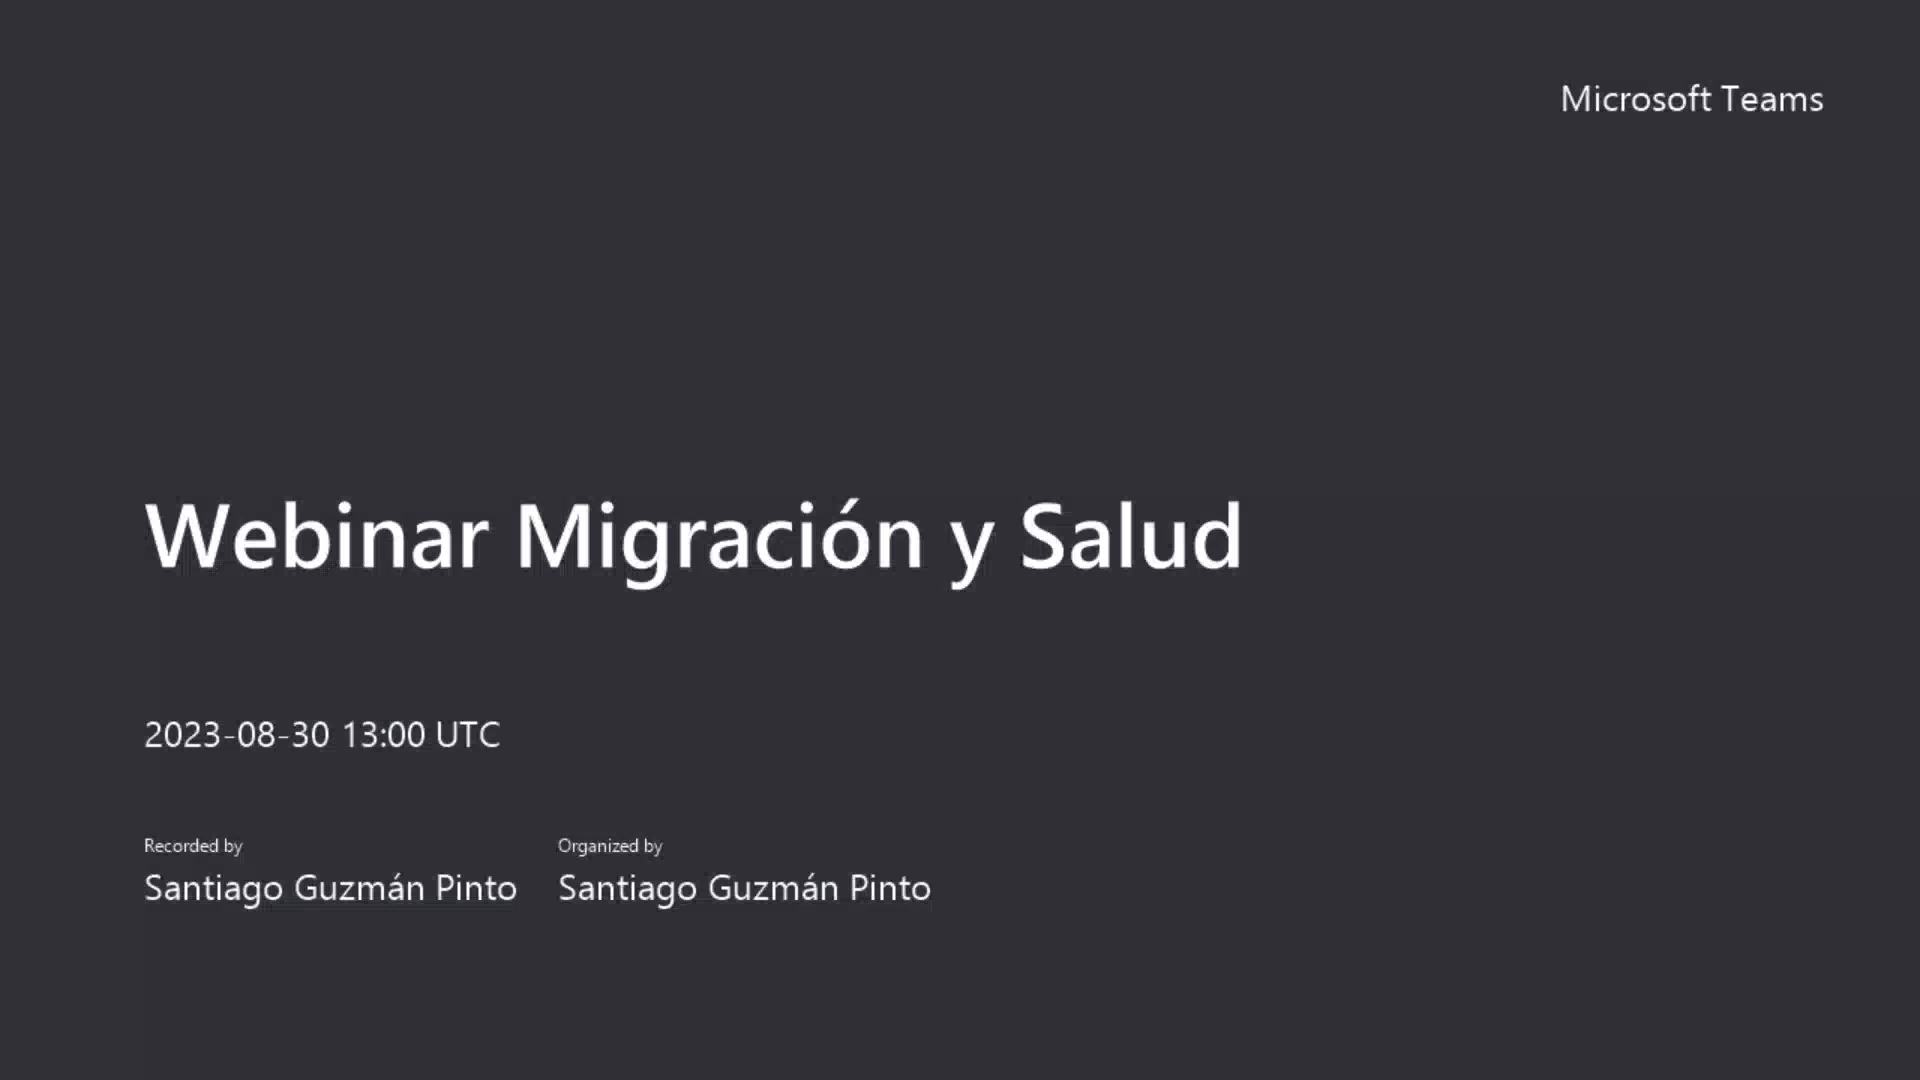 Microsoft Teams
Webinar Migración y Salud
2023-08-30 13:00 UTC
Recorded by
Santiago Guzmán Pinto
Organized by
Santiago Guzmán Pinto